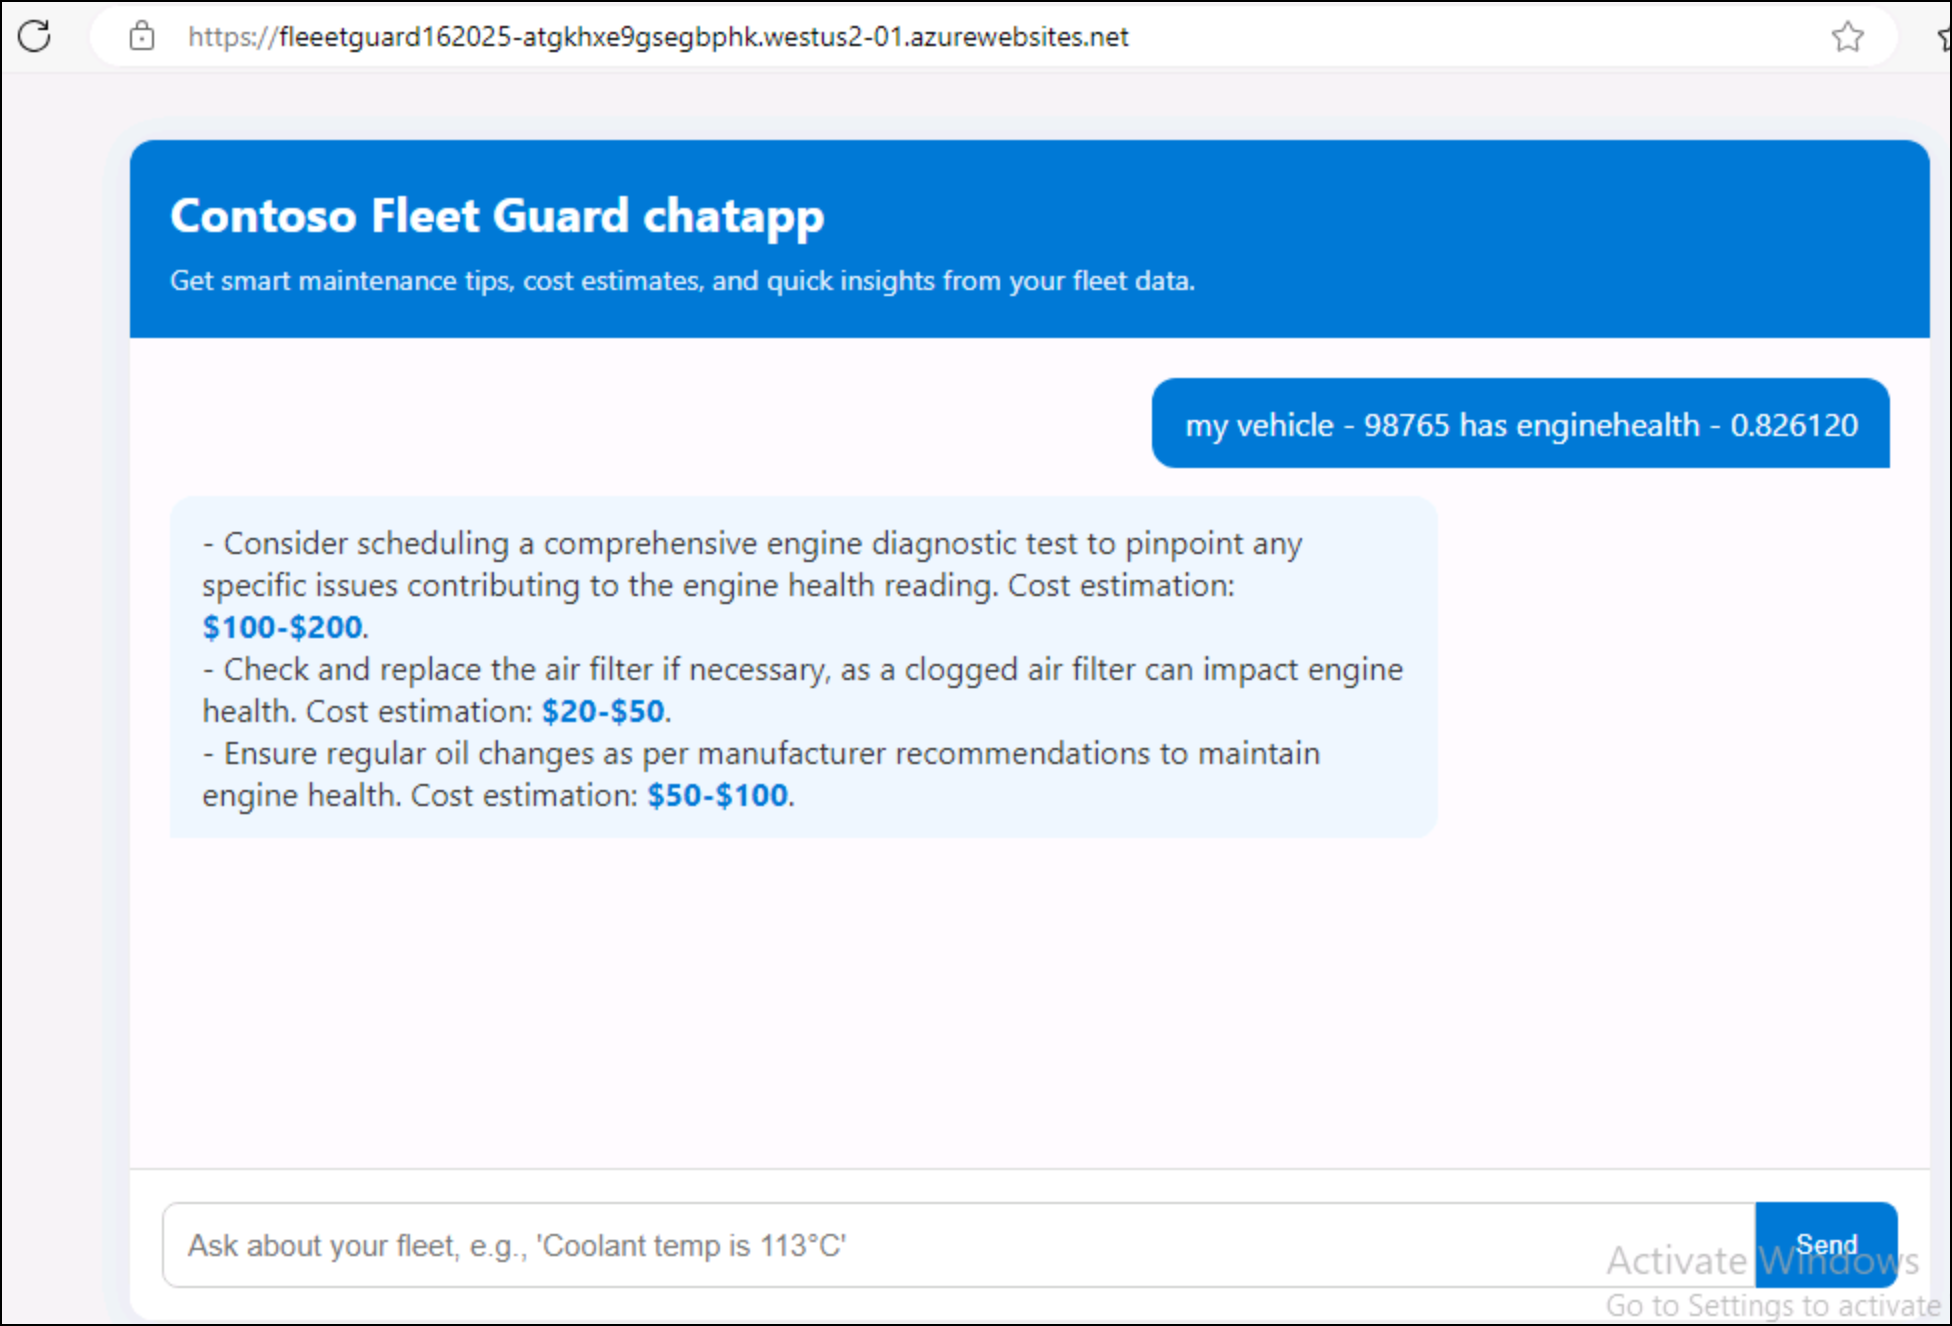 https://fleeetguard162025-atgkhxe9gsegbphk.westus2-01.azurewebsites.net
Contoso Fleet Guard chatapp
Get smart maintenance tips, cost estimates, and quick insights from your fleet data.
my vehicle - 98765 has enginehealth - 0.826120
- Consider scheduling a comprehensive engine diagnostic test to pinpoint any
specific issues contributing to the engine health reading. Cost estimation:
$100-$200.
- Check and replace the air filter if necessary, as a clogged air filter can impact engine
health. Cost estimation: $20-$50.
- Ensure regular oil changes as per manufacturer recommendations to maintain
engine health. Cost estimation: $50-$100.
Ask about your fleet, e.g., 'Coolant temp is 113°C'
Send
Activate Windows
Go to Settings to activate